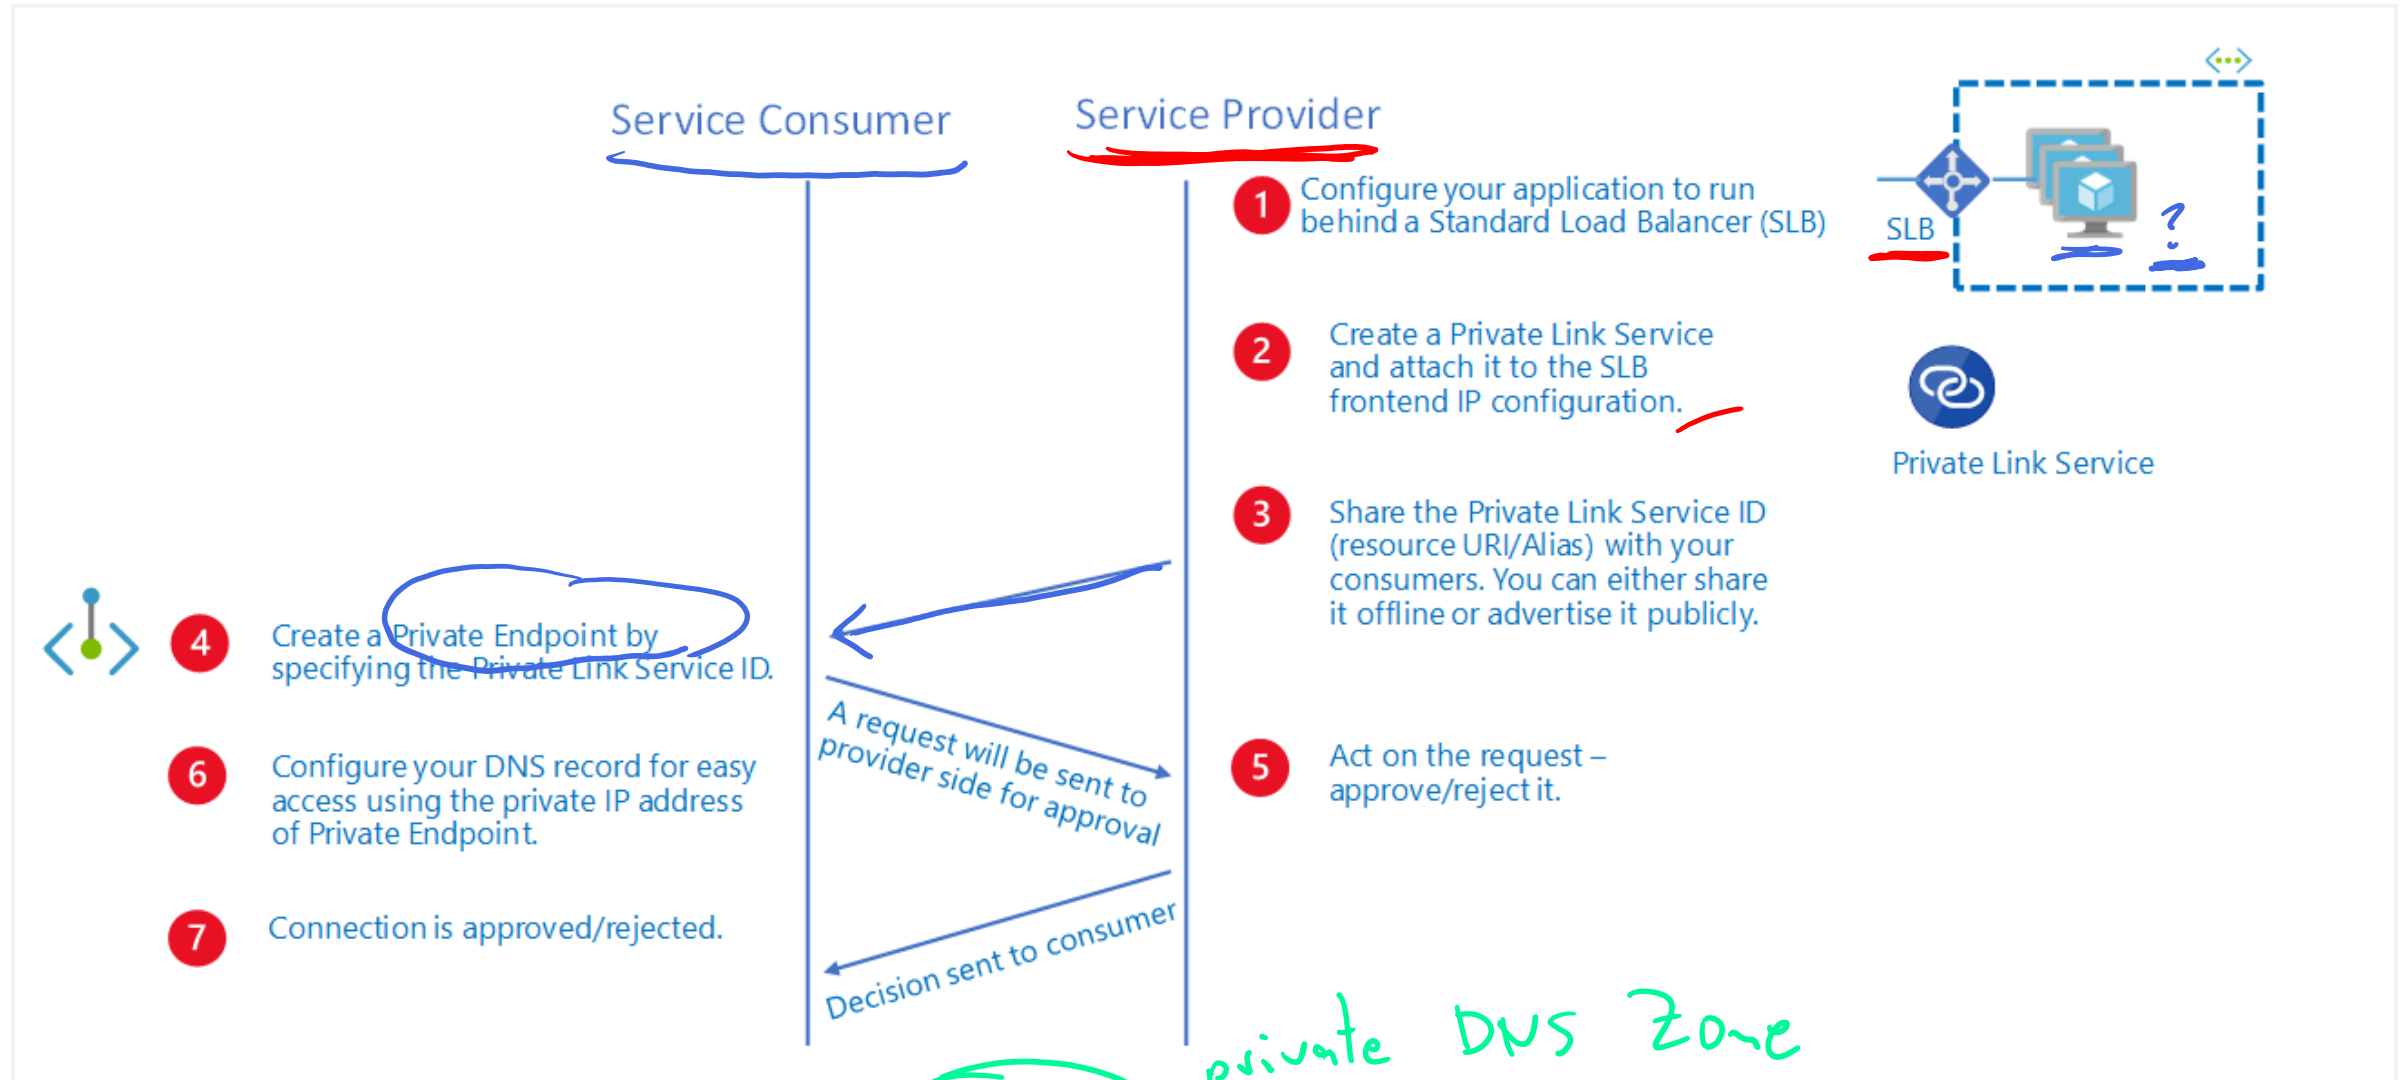 Service Consumer
Service Provider
1
Configure your application to run
behind a Standard Load Balancer (SLB)
SLB
?
2
Create a Private Link Service
and attach it to the SLB
frontend IP configuration.
Private Link Service
3
Share the Private Link Service ID
(resource URI/Alias) with your
consumers. You can either share
it offline or advertise it publicly.
4
Create a Private Endpoint by
specifying the Private Link Service ID.
A request will be sent to
provider side for approval
5
Act on the request –
approve/reject it.
6
Configure your DNS record for easy
access using the private IP address
of Private Endpoint.
7
Connection is approved/rejected.
Decision sent to consumer
private DNS Zone